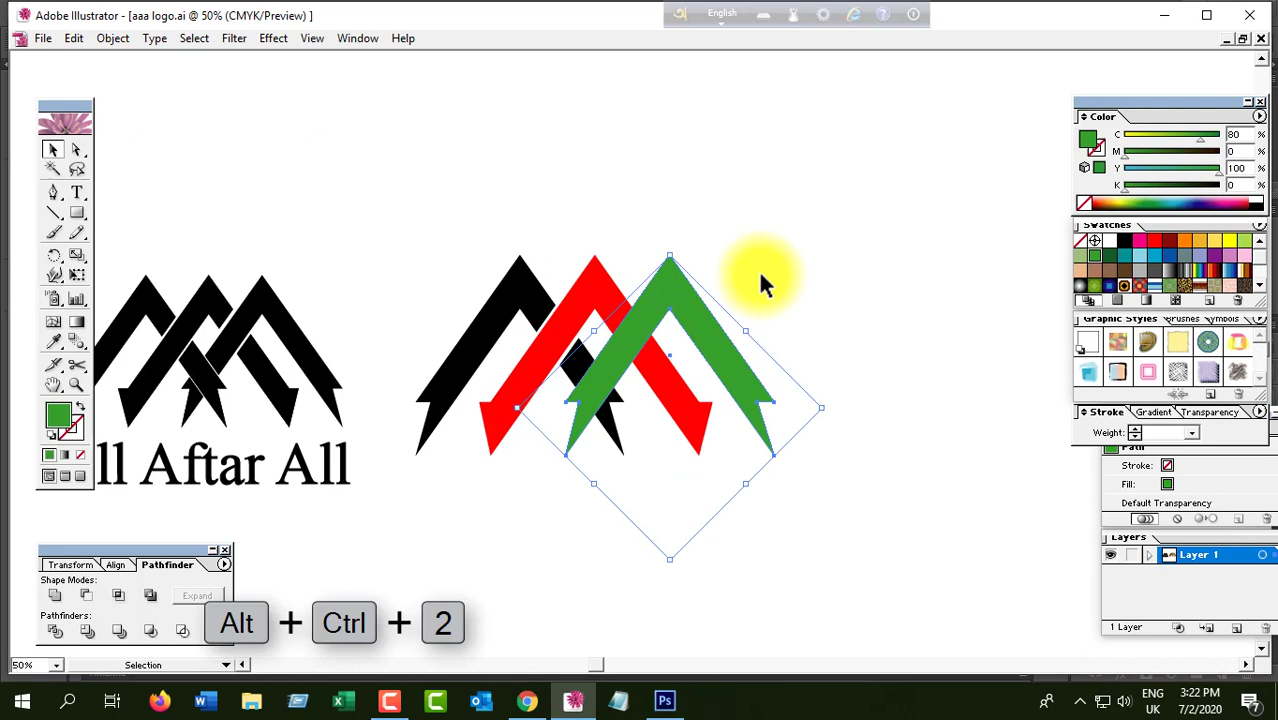 Adobe Illustrator - [aaa logo.ai @ 50% (CMYK/Preview) ]
English
File Edit Object Type Select Filter Effect View Window Help
Color
C 80 %
M 0 %
Y 100 %
K 0 %
Swatches
Graphic Styles Brushes Symbols
Stroke Gradient Transparency
Weight:
Path
Stroke:
Fill:
Default Transparency
Layers
Layer 1
1 Layer
ll Aftar All
Transform Align Pathfinder
Shape Modes:
Expand
Pathfinders:
Alt + Ctrl + 2
50% Selection
ENG 3:22 PM
UK 7/2/2020